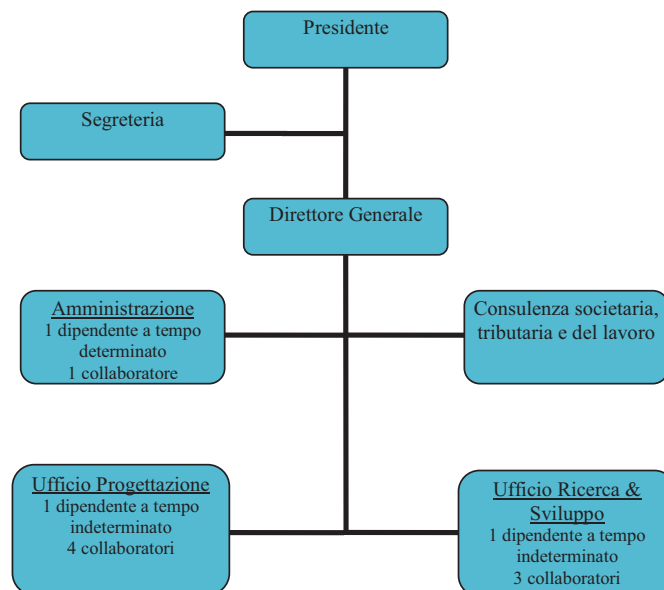 Presidente
Segreteria
Direttore Generale
Amministrazione
1 dipendente a tempo
determinato
1 collaboratore
Consulenza societaria,
tributaria e del lavoro
Ufficio Progettazione
1 dipendente a tempo
indeterminato
4 collaboratori
Ufficio Ricerca &
Sviluppo
1 dipendente a tempo
indeterminato
3 collaboratori